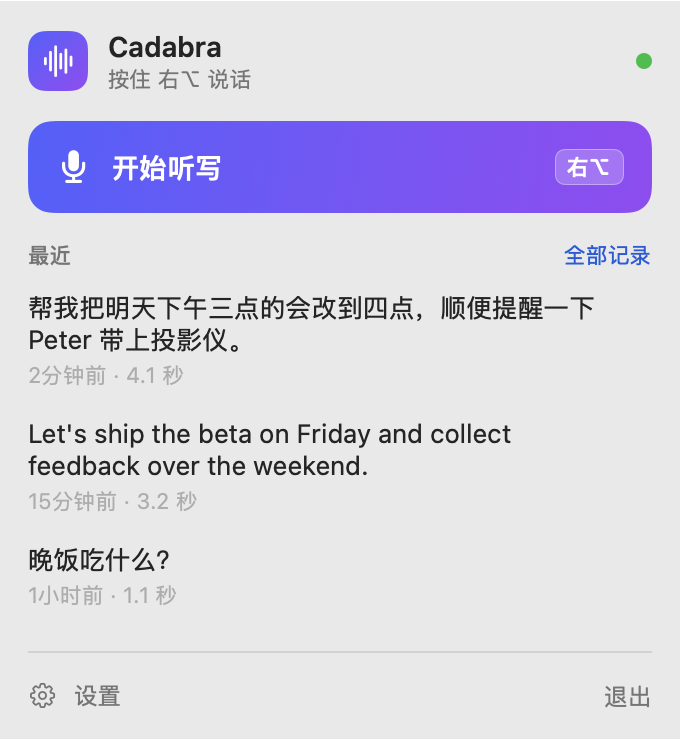 Cadabra
按住 右⌥ 说话
开始听写
右⌥
最近
全部记录
帮我把明天下午三点的会改到四点，顺便提醒一下
Peter 带上投影仪。
2分钟前 · 4.1 秒
Let's ship the beta on Friday and collect
feedback over the weekend.
15分钟前 · 3.2 秒
晚饭吃什么?
1小时前 · 1.1 秒
设置
退出